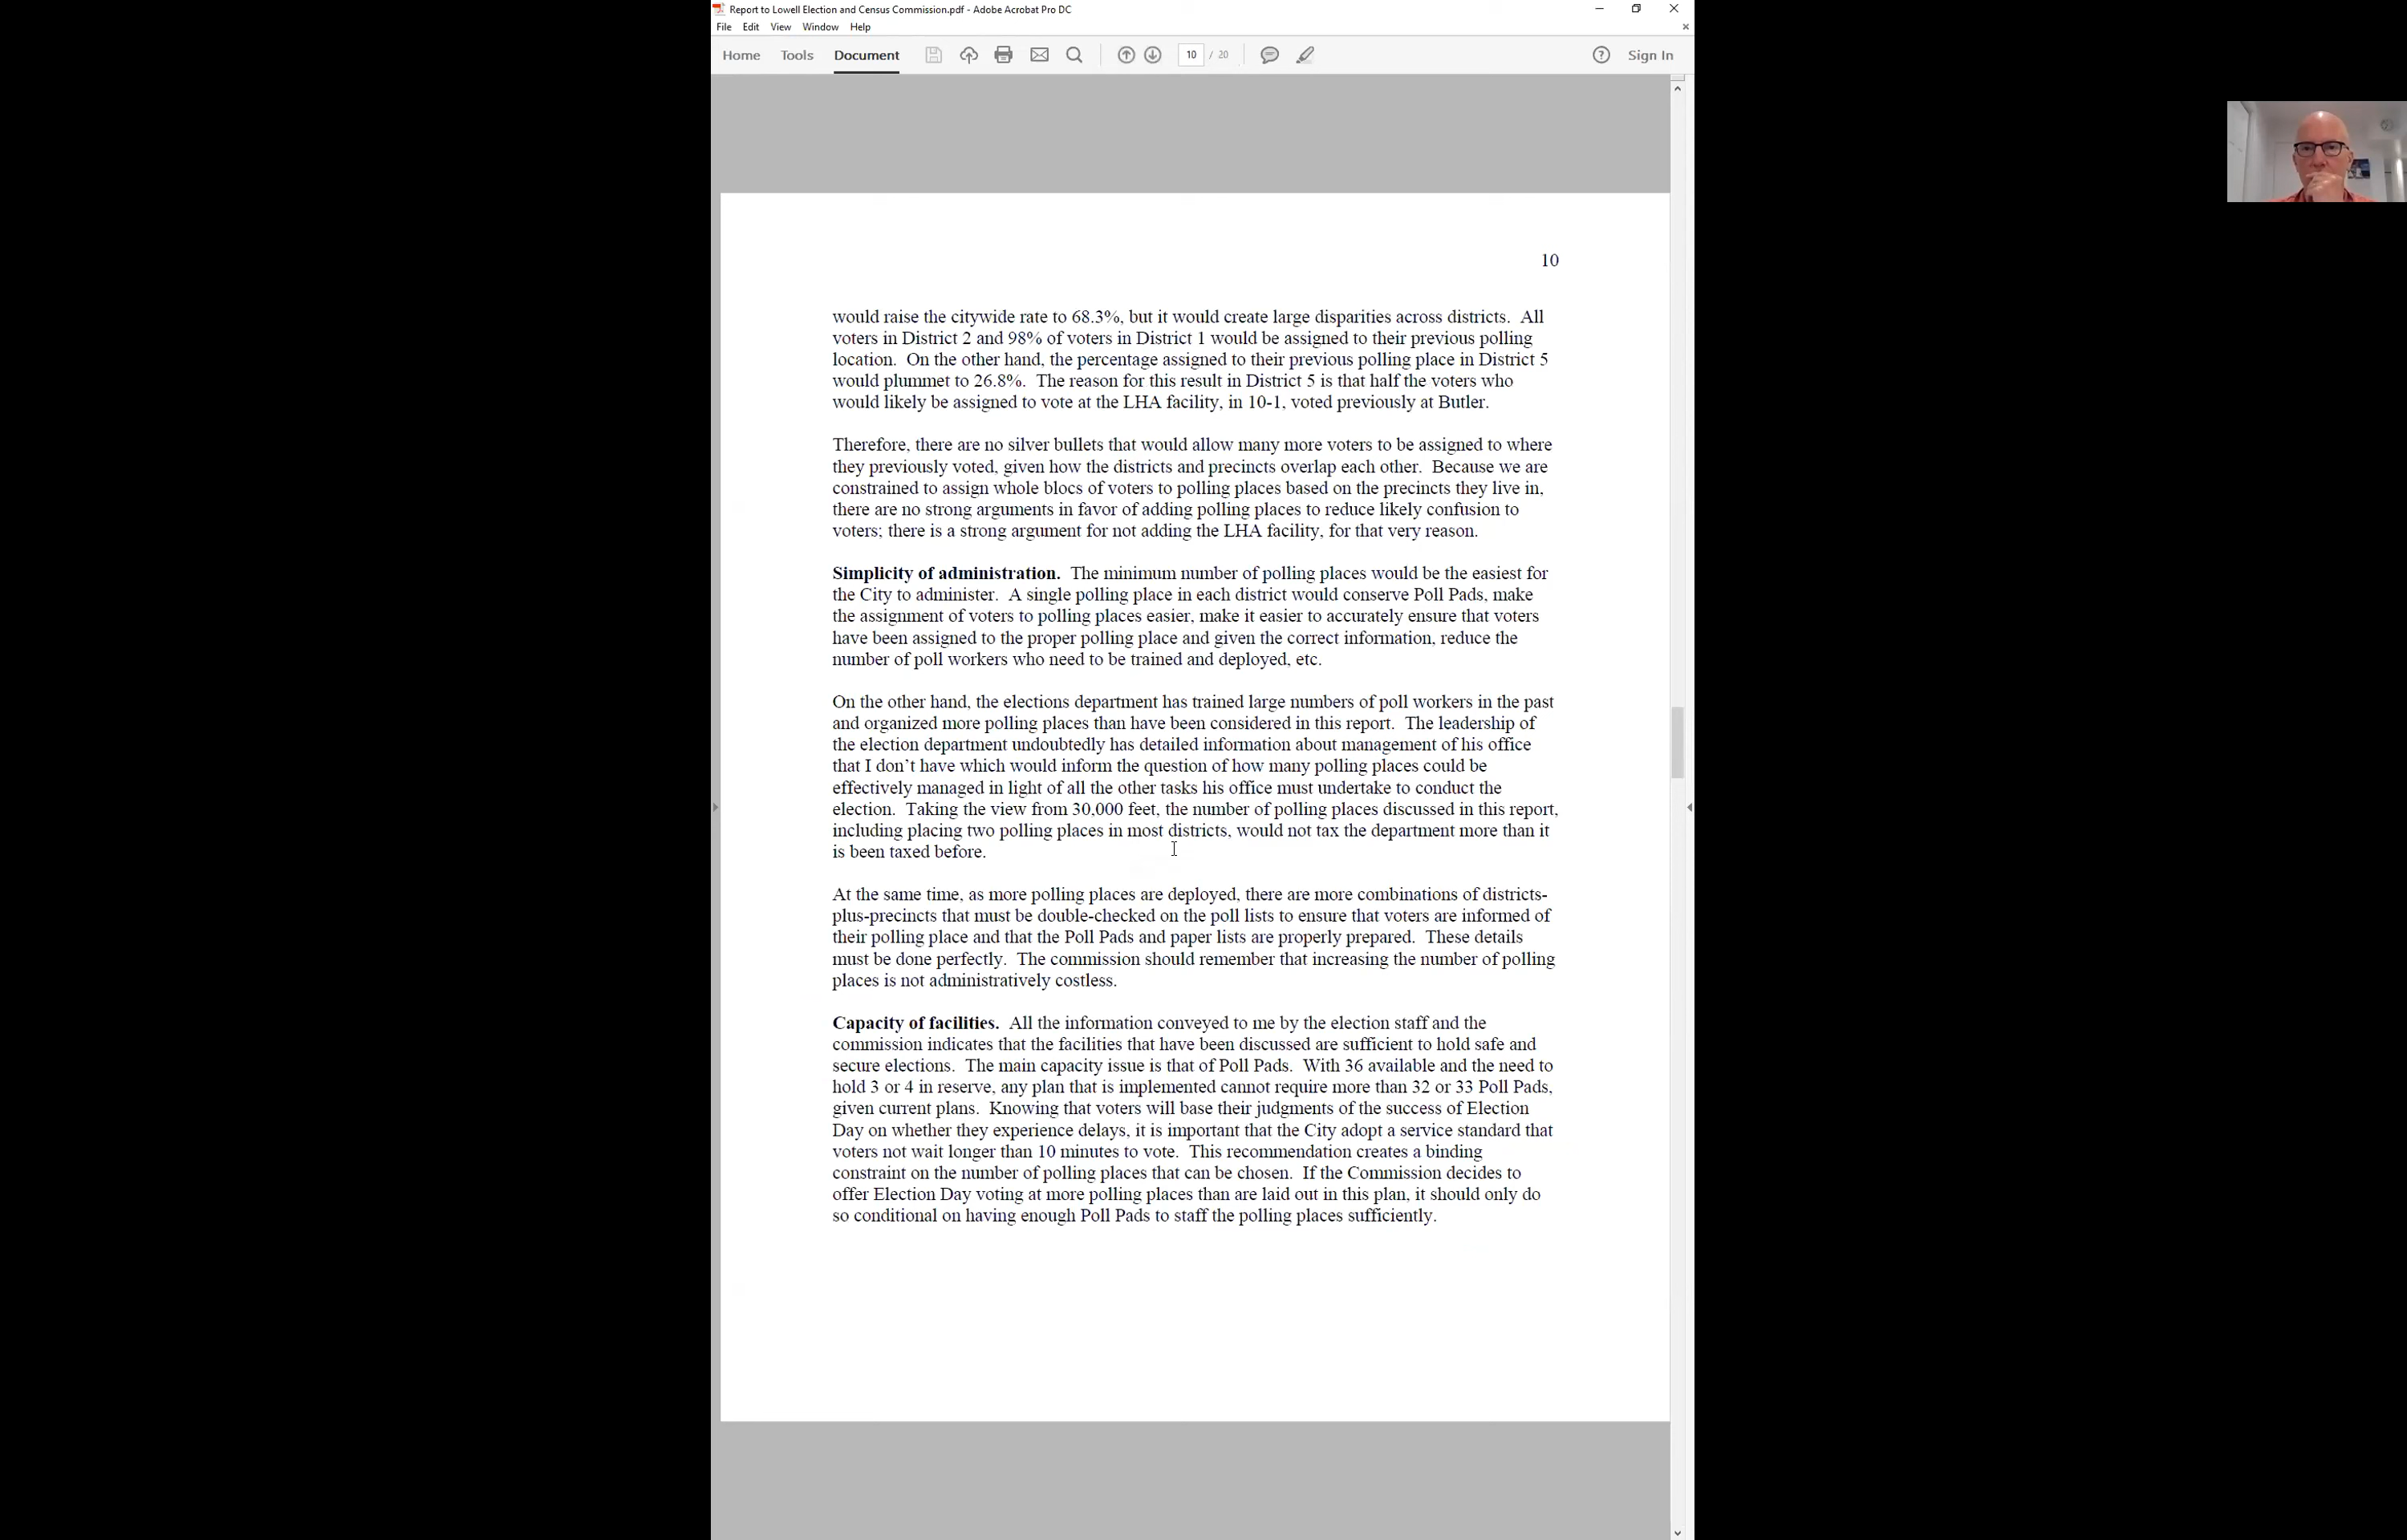 Report to Lowell Election and Census Commission.pdf - Adobe Acrobat Pro DC
File Edit View Window Help
Home Tools Document 10 / 20 Sign In
10
would raise the citywide rate to 68.3%, but it would create large disparities across districts. All
voters in District 2 and 98% of voters in District 1 would be assigned to their previous polling
location. On the other hand, the percentage assigned to their previous polling place in District 5
would plummet to 26.8%. The reason for this result in District 5 is that half the voters who
would likely be assigned to vote at the LHA facility, in 10-1, voted previously at Butler.
Therefore, there are no silver bullets that would allow many more voters to be assigned to where
they previously voted, given how the districts and precincts overlap each other. Because we are
constrained to assign whole blocs of voters to polling places based on the precincts they live in,
there are no strong arguments in favor of adding polling places to reduce likely confusion to
voters; there is a strong argument for not adding the LHA facility, for that very reason.
Simplicity of administration. The minimum number of polling places would be the easiest for
the City to administer. A single polling place in each district would conserve Poll Pads, make
the assignment of voters to polling places easier, make it easier to accurately ensure that voters
have been assigned to the proper polling place and given the correct information, reduce the
number of poll workers who need to be trained and deployed, etc.
On the other hand, the elections department has trained large numbers of poll workers in the past
and organized more polling places than have been considered in this report. The leadership of
the election department undoubtedly has detailed information about management of his office
that I don't have which would inform the question of how many polling places could be
effectively managed in light of all the other tasks his office must undertake to conduct the
election. Taking the view from 30,000 feet, the number of polling places discussed in this report,
including placing two polling places in most districts, would not tax the department more than it
is been taxed before.
At the same time, as more polling places are deployed, there are more combinations of districts-
plus-precincts that must be double-checked on the poll lists to ensure that voters are informed of
their polling place and that the Poll Pads and paper lists are properly prepared. These details
must be done perfectly. The commission should remember that increasing the number of polling
places is not administratively costless.
Capacity of facilities. All the information conveyed to me by the election staff and the
commission indicates that the facilities that have been discussed are sufficient to hold safe and
secure elections. The main capacity issue is that of Poll Pads. With 36 available and the need to
hold 3 or 4 in reserve, any plan that is implemented cannot require more than 32 or 33 Poll Pads,
given current plans. Knowing that voters will base their judgments of the success of Election
Day on whether they experience delays, it is important that the City adopt a service standard that
voters not wait longer than 10 minutes to vote. This recommendation creates a binding
constraint on the number of polling places that can be chosen. If the Commission decides to
offer Election Day voting at more polling places than are laid out in this plan, it should only do
so conditional on having enough Poll Pads to staff the polling places sufficiently.